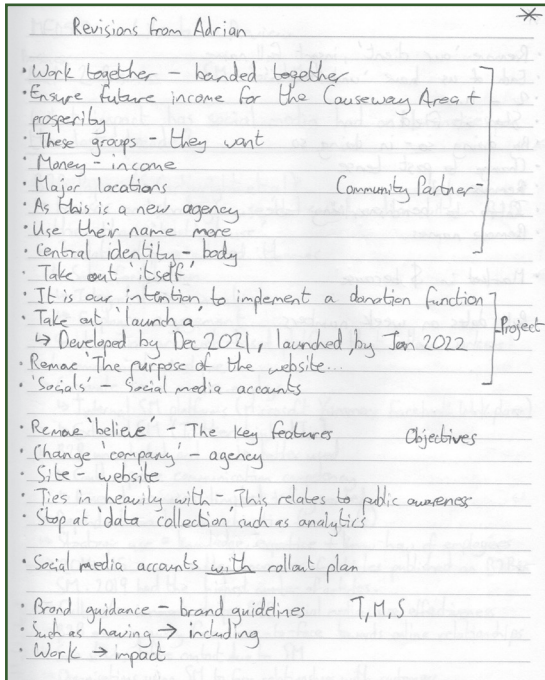 Revisions from Adrian
• Work together – banded together
• Ensure future income for the Causeway Area +
prosperity
• These groups – they want
• Money – income
• Major locations
Community Partner –
• As this is a new agency
• Use their name more
• Central identity – body
• Take out 'itself'
• It is our intention to implement a donation function
• Take out 'launch a'
↳ Developed by Dec 2021, launched by Jan 2022
Project
• Remove 'The purpose of the website...
• 'Socials' – Social media accounts
• Remove 'believe' – The key features
Objectives
• Change 'company' – agency
• Site – website
• Ties in heavily with – This relates to public awareness
• Stop at 'data collection' such as analytics
• Social media accounts with rollout plan
• Brand guidance – brand guidelines
T, M, S
• Such as having → including
• Work → impact